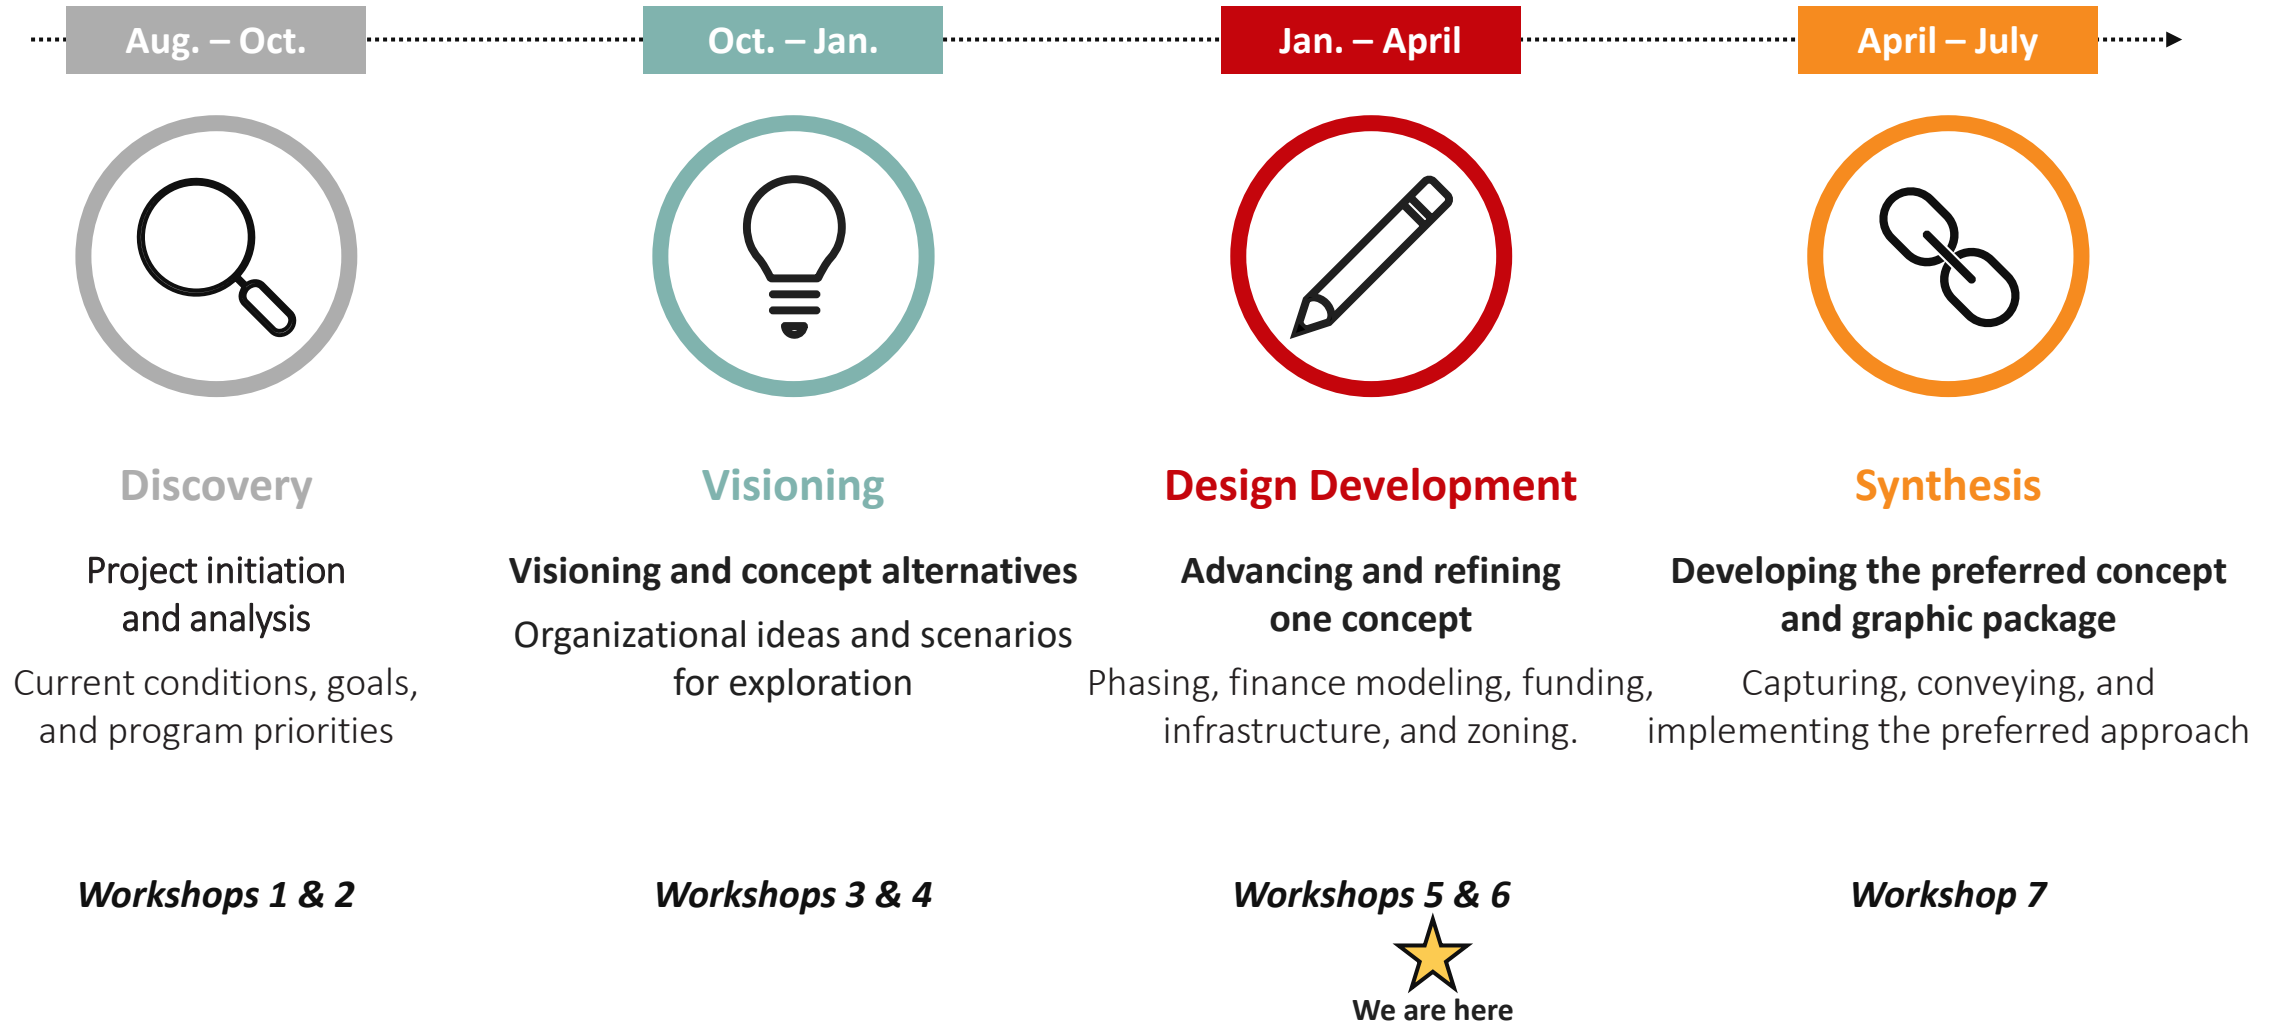 Aug. – Oct.
Oct. – Jan.
Jan. – April
April – July
Discovery
Project initiation
and analysis
Current conditions, goals,
and program priorities
Workshops 1 & 2
Visioning
Visioning and concept alternatives
Organizational ideas and scenarios
for exploration
Workshops 3 & 4
Design Development
Advancing and refining
one concept
Phasing, finance modeling, funding,
infrastructure, and zoning.
Workshops 5 & 6
We are here
Synthesis
Developing the preferred concept
and graphic package
Capturing, conveying, and
implementing the preferred approach
Workshop 7